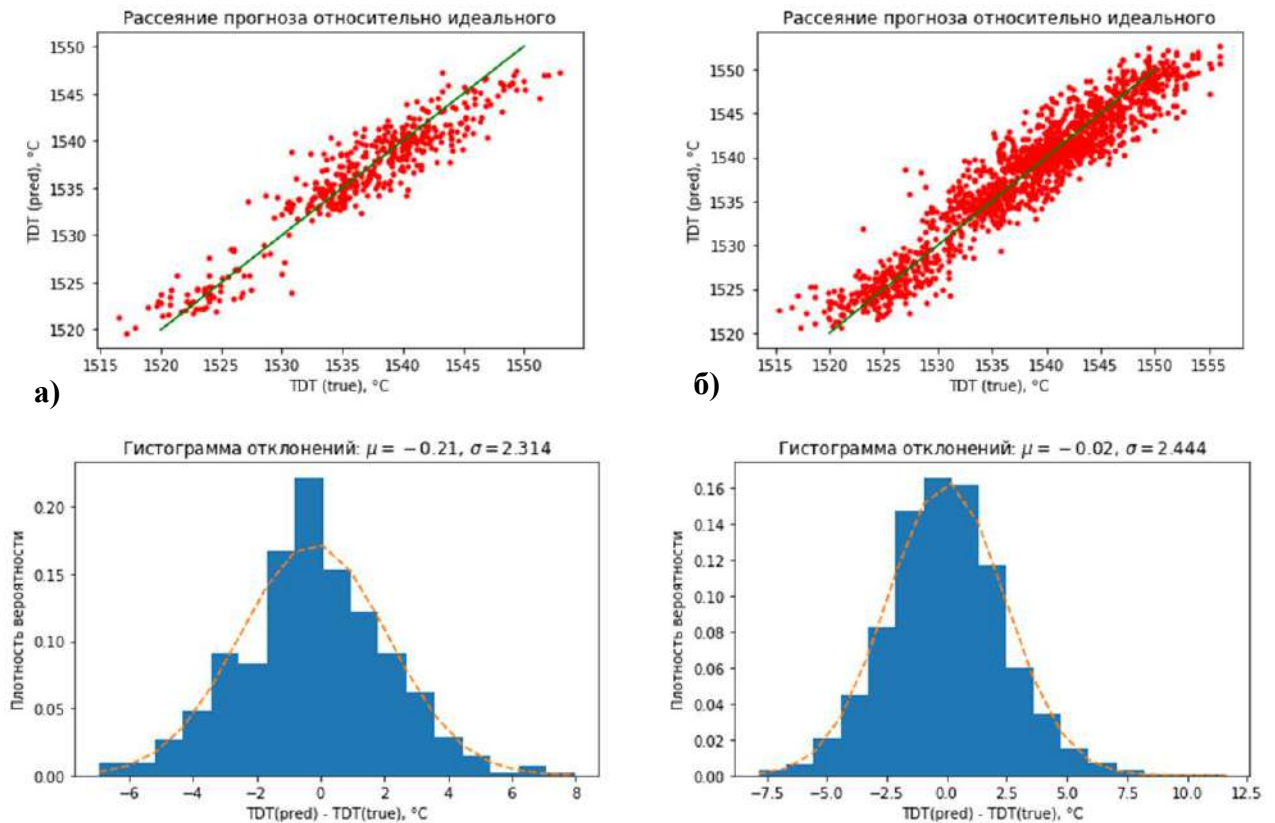 Рассеяние прогноза относительно идеального
1550
1545
1540
1535
1530
1525
1520
TDT (pred), °C
1515 1520 1525 1530 1535 1540 1545 1550
TDT (true), °C
а)
Рассеяние прогноза относительно идеального
1550
1545
1540
1535
1530
1525
1520
TDT (pred), °C
1515 1520 1525 1530 1535 1540 1545 1550 1555
TDT (true), °C
б)
Гистограмма отклонений: μ = −0.21, σ = 2.314
0.20
0.15
0.10
0.05
0.00
Плотность вероятности
−6 −4 −2 0 2 4 6 8
TDT(pred) - TDT(true), °C
Гистограмма отклонений: μ = −0.02, σ = 2.444
0.16
0.14
0.12
0.10
0.08
0.06
0.04
0.02
0.00
Плотность вероятности
−7.5 −5.0 −2.5 0.0 2.5 5.0 7.5 10.0 12.5
TDT(pred) - TDT(true), °C